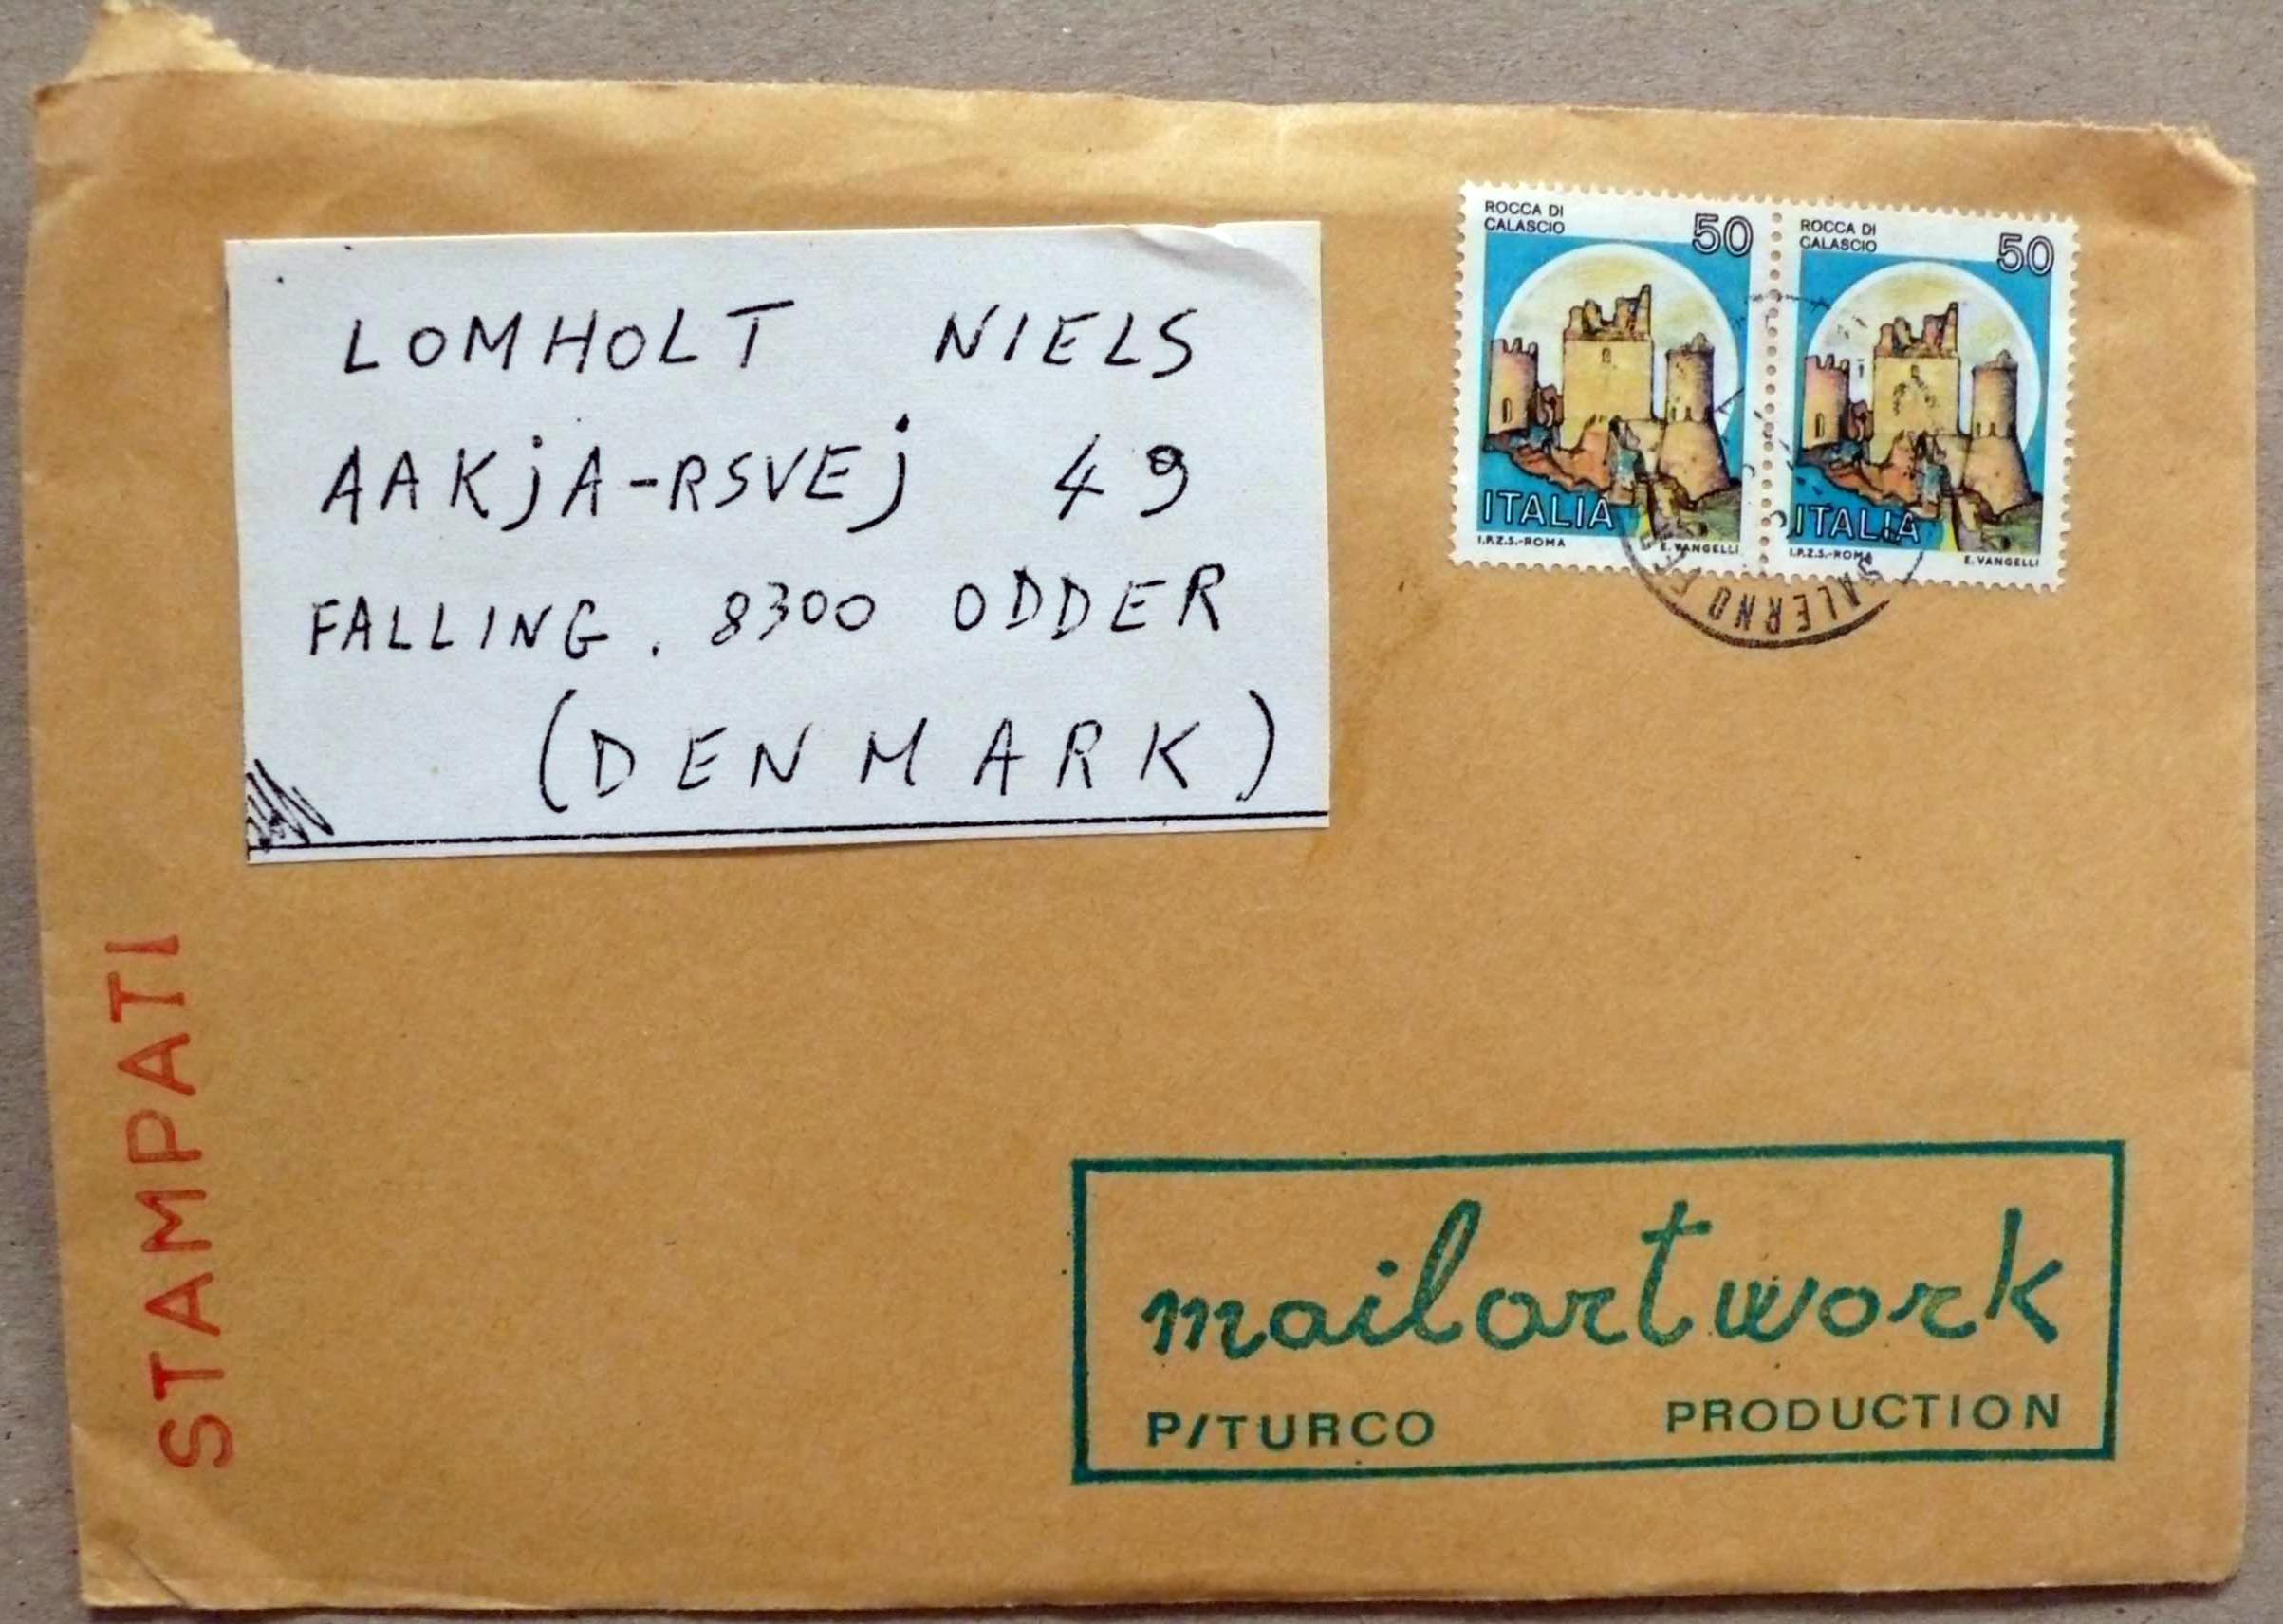 LOMHOLT NIELS
AAKjA-RSVEj 49
FALLING. 8300 ODDER
(DENMARK)
ROCCA DI
CALASCIO
50
ITALIA
I.P.Z.S.-ROMA E.VANGELLI
ROCCA DI
CALASCIO
50
ITALIA
I.P.Z.S.-ROMA E.VANGELLI
SALERNO
STAMPATI
mailartwork
P/TURCO PRODUCTION